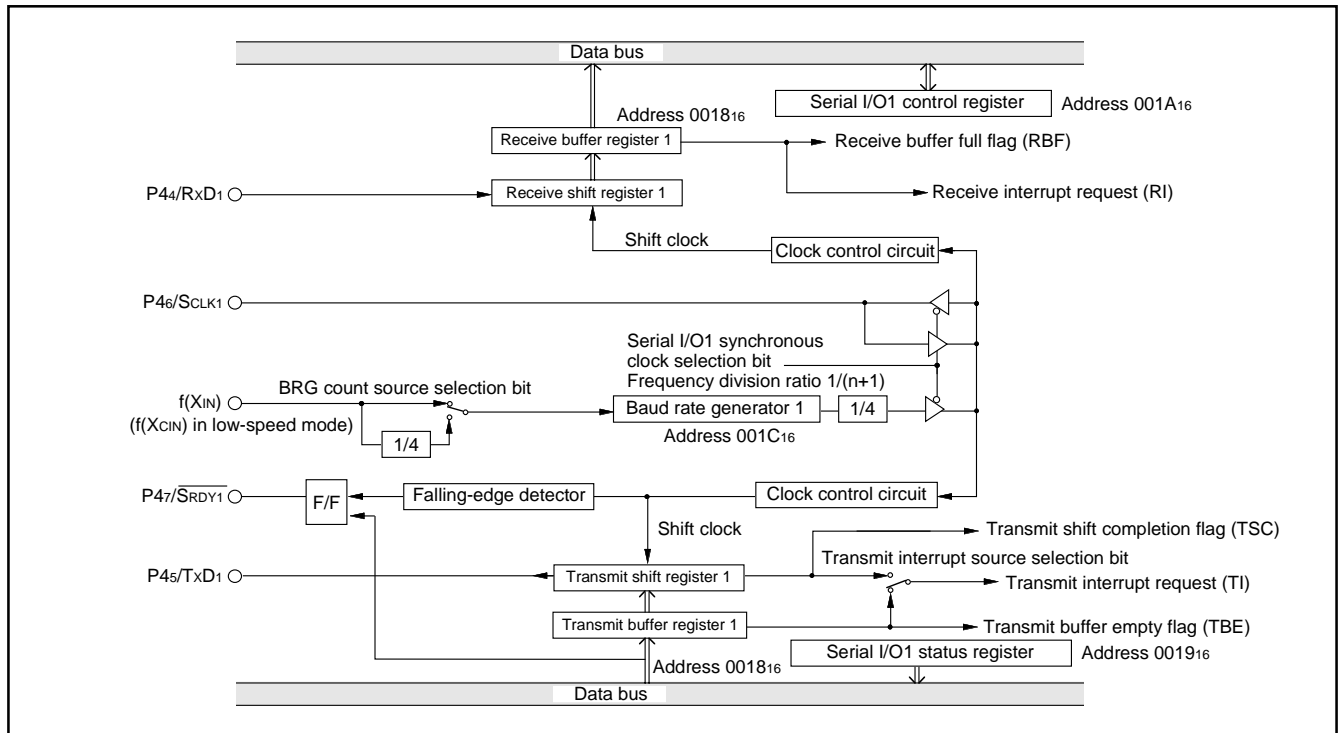 Data bus
Serial I/O1 control register Address 001A16
Address 001816
Receive buffer register 1 Receive buffer full flag (RBF)
P44/RXD1 Receive shift register 1 Receive interrupt request (RI)
Shift clock Clock control circuit
P46/SCLK1
Serial I/O1 synchronous
clock selection bit
BRG count source selection bit Frequency division ratio 1/(n+1)
f(XIN) Baud rate generator 1 1/4
(f(XCIN) in low-speed mode) 1/4 Address 001C16
P47/SRDY1 F/F Falling-edge detector Clock control circuit
Shift clock Transmit shift completion flag (TSC)
Transmit interrupt source selection bit
P45/TXD1 Transmit shift register 1 Transmit interrupt request (TI)
Transmit buffer register 1 Transmit buffer empty flag (TBE)
Address 001816 Serial I/O1 status register Address 001916
Data bus